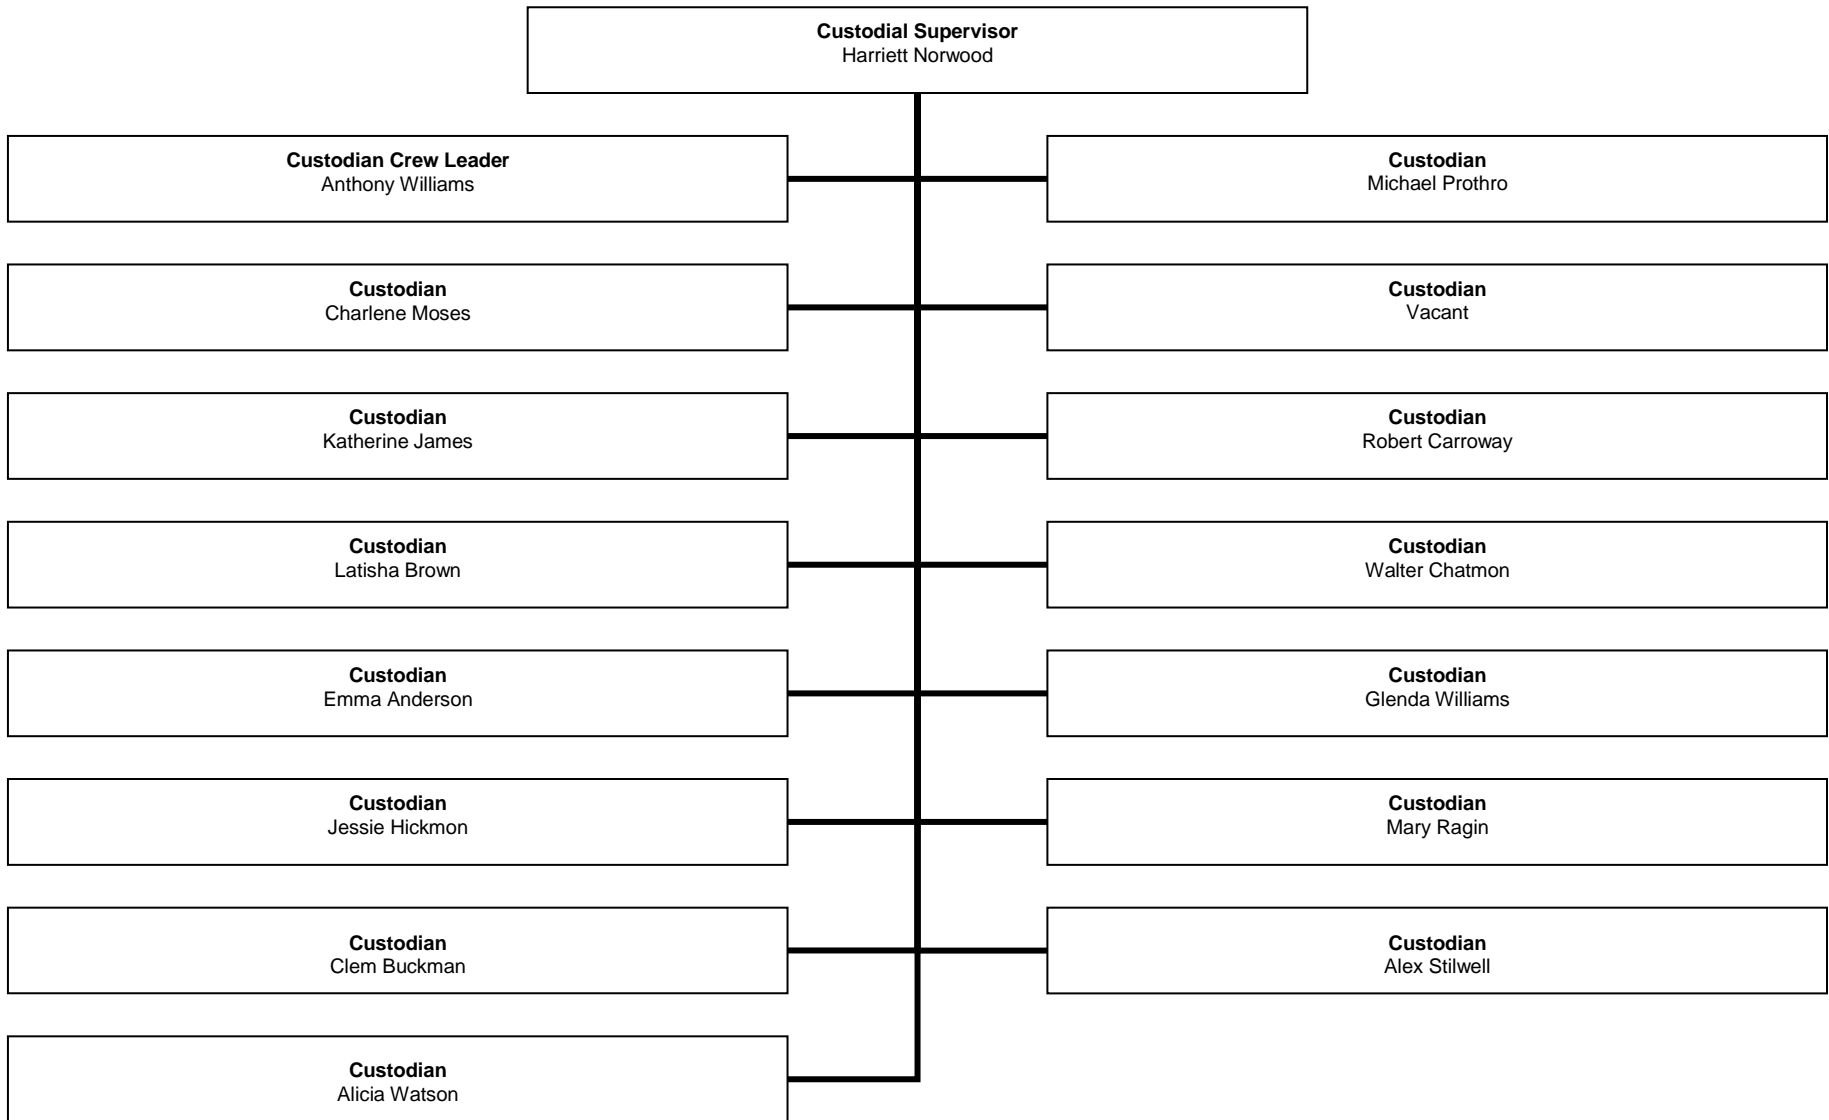 Custodial Supervisor
Harriett Norwood
Custodian Crew Leader
Anthony Williams
Custodian
Michael Prothro
Custodian
Charlene Moses
Custodian
Vacant
Custodian
Katherine James
Custodian
Robert Carroway
Custodian
Latisha Brown
Custodian
Walter Chatmon
Custodian
Emma Anderson
Custodian
Glenda Williams
Custodian
Jessie Hickmon
Custodian
Mary Ragin
Custodian
Clem Buckman
Custodian
Alex Stilwell
Custodian
Alicia Watson